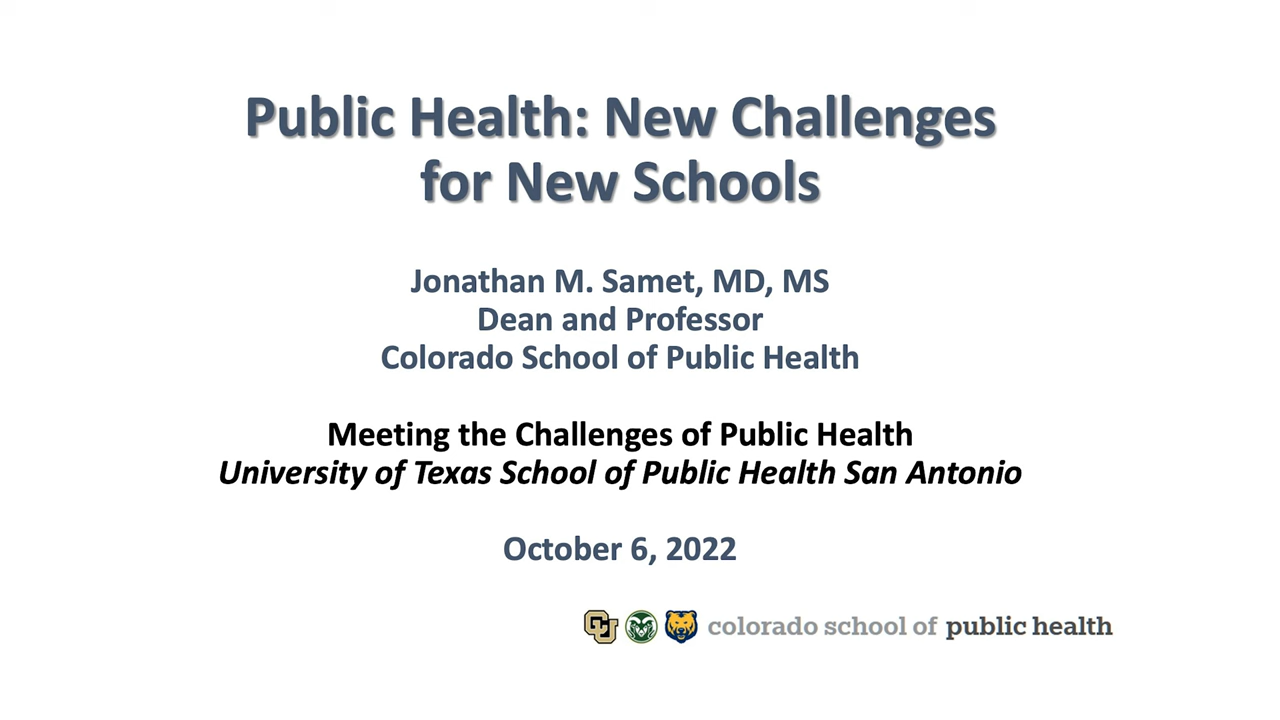 Public Health: New Challenges
for New Schools
Jonathan M. Samet, MD, MS
Dean and Professor
Colorado School of Public Health
Meeting the Challenges of Public Health
University of Texas School of Public Health San Antonio
October 6, 2022
CU colorado school of public health